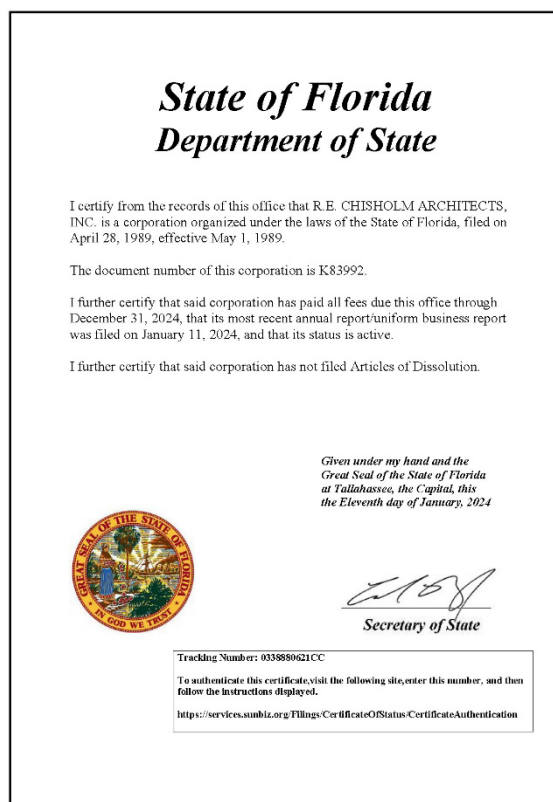 State of Florida
Department of State
I certify from the records of this office that R.E. CHISHOLM ARCHITECTS,
INC. is a corporation organized under the laws of the State of Florida, filed on
April 28, 1989, effective May 1, 1989.
The document number of this corporation is K83992.
I further certify that said corporation has paid all fees due this office through
December 31, 2024, that its most recent annual report/uniform business report
was filed on January 11, 2024, and that its status is active.
I further certify that said corporation has not filed Articles of Dissolution.
Given under my hand and the
Great Seal of the State of Florida
at Tallahassee, the Capital, this
the Eleventh day of January, 2024
GREAT SEAL OF THE STATE OF FLORIDA
IN GOD WE TRUST
Secretary of State
Tracking Number: 0338880621CC
To authenticate this certificate,visit the following site,enter this number, and then
follow the instructions displayed.
https://services.sunbiz.org/Filings/CertificateOfStatus/CertificateAuthentication